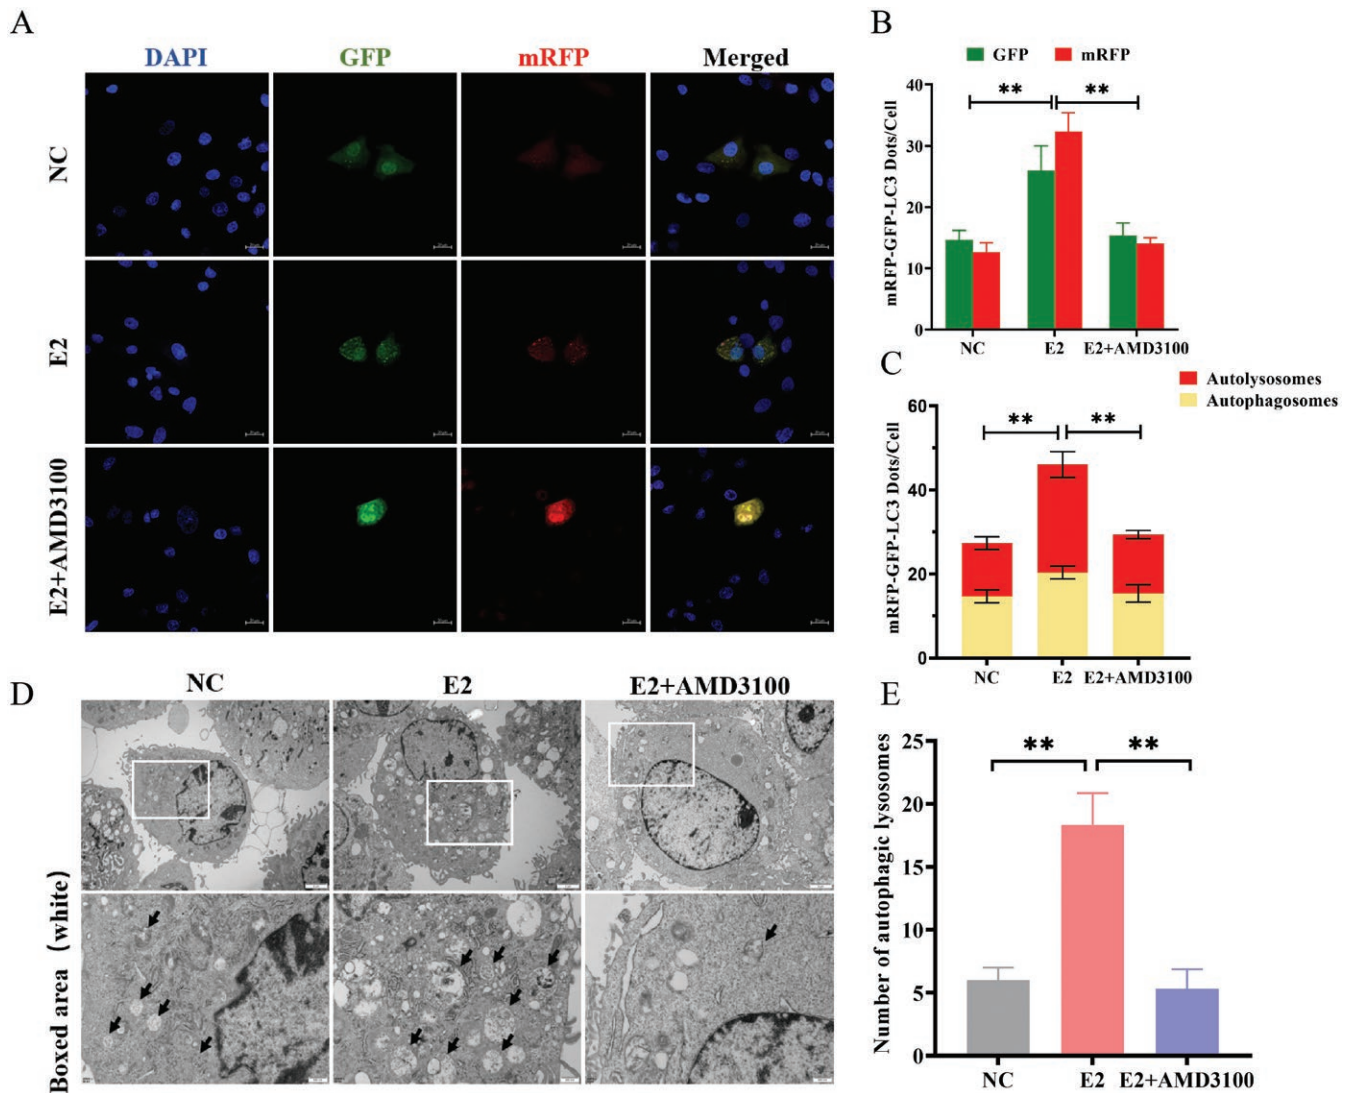 A
DAPI GFP mRFP Merged
NC
E2
E2+AMD3100
B
GFP mRFP
mRFP-GFP-LC3 Dots/Cell
40
30
20
10
0
** **
NC E2 E2+AMD3100
C
Autolysosomes
Autophagosomes
mRFP-GFP-LC3 Dots/Cell
60
40
20
0
** **
NC E2 E2+AMD3100
D
NC E2 E2+AMD3100
Boxed area (white)
E
Number of autophagic lysosomes
25
20
15
10
5
0
** **
NC E2 E2+AMD3100